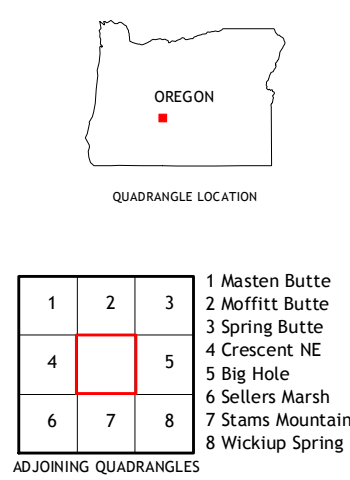 OREGON
QUADRANGLE LOCATION
1 2 3
4 5
6 7 8
1 Masten Butte
2 Moffitt Butte
3 Spring Butte
4 Crescent NE
5 Big Hole
6 Sellers Marsh
7 Stams Mountain
8 Wickiup Spring
ADJOINING QUADRANGLES